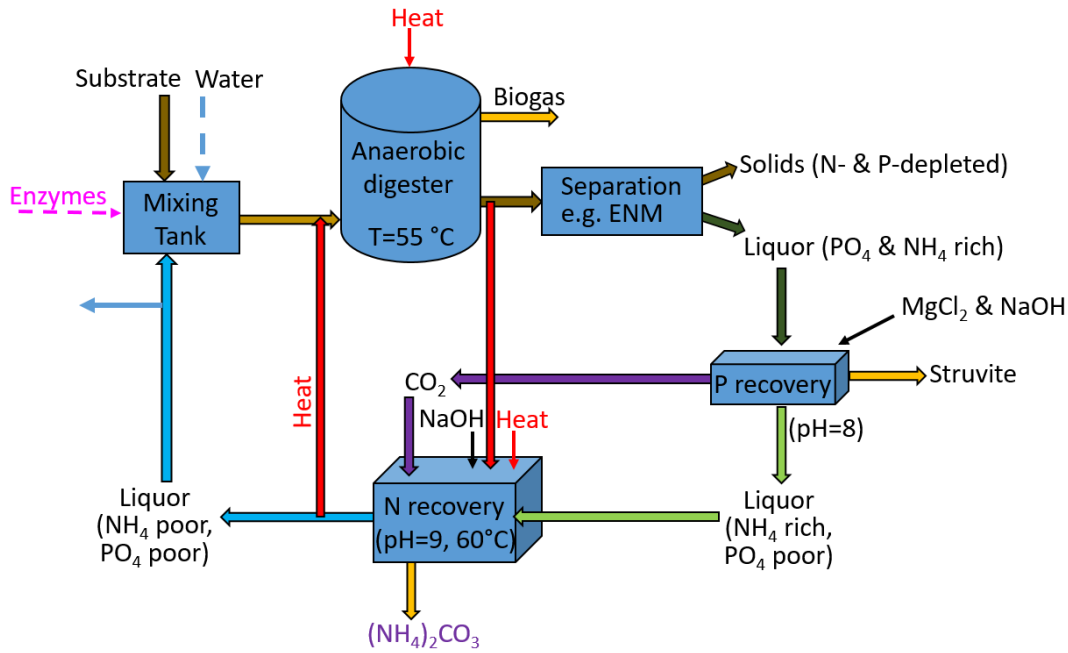 Heat
Substrate
Water
Biogas
Anaerobic
digester
T=55 °C
Enzymes
Mixing
Tank
Separation
e.g. ENM
Solids (N- & P-depleted)
Liquor (PO₄ & NH₄ rich)
MgCl₂ & NaOH
P recovery
Struvite
(pH=8)
CO₂
NaOH
Heat
Heat
N recovery
(pH=9, 60°C)
Liquor
(NH₄ rich,
PO₄ poor)
Liquor
(NH₄ poor,
PO₄ poor)
(NH₄)₂CO₃